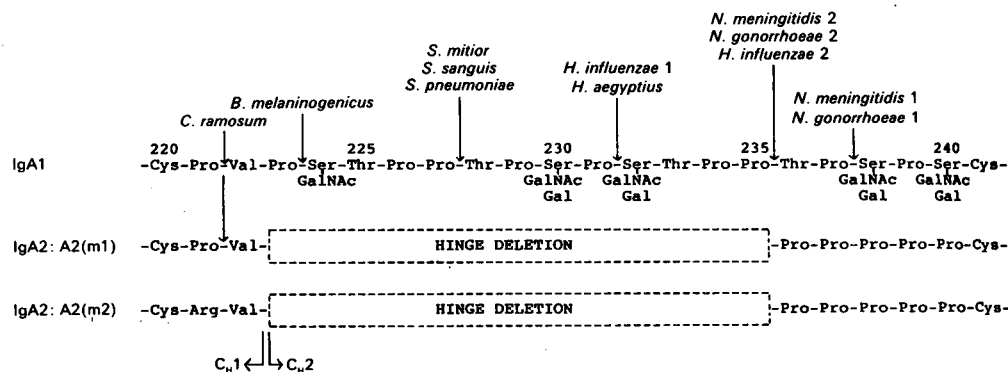 N. meningitidis 2
N. gonorrhoeae 2
H. influenzae 2
S. mitior
S. sanguis
S. pneumoniae
H. influenzae 1
H. aegyptius
N. meningitidis 1
N. gonorrhoeae 1
B. melaninogenicus
C. ramosum
220 225 230 235 240
IgA1 -Cys-Pro-Val-Pro-Ser-Thr-Pro-Pro-Thr-Pro-Ser-Pro-Ser-Thr-Pro-Pro-Thr-Pro-Ser-Pro-Ser-Cys-
GalNAc GalNAc GalNAc GalNAc GalNAc
Gal Gal Gal Gal
IgA2: A2(m1) -Cys-Pro-Val- HINGE DELETION -Pro-Pro-Pro-Pro-Pro-Cys-
IgA2: A2(m2) -Cys-Arg-Val- HINGE DELETION -Pro-Pro-Pro-Pro-Pro-Cys-
CH1 CH2